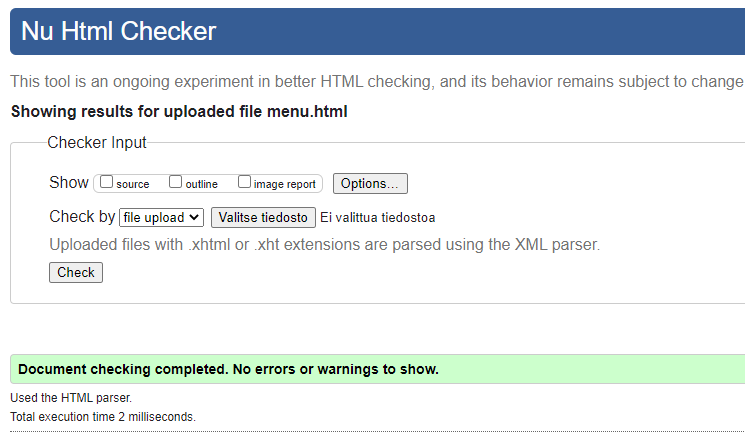 Nu Html Checker
This tool is an ongoing experiment in better HTML checking, and its behavior remains subject to change
Showing results for uploaded file menu.html
Checker Input
Show source outline image report Options...
Check by file upload Valitse tiedosto Ei valittua tiedostoa
Uploaded files with .xhtml or .xht extensions are parsed using the XML parser.
Check
Document checking completed. No errors or warnings to show.
Used the HTML parser.
Total execution time 2 milliseconds.